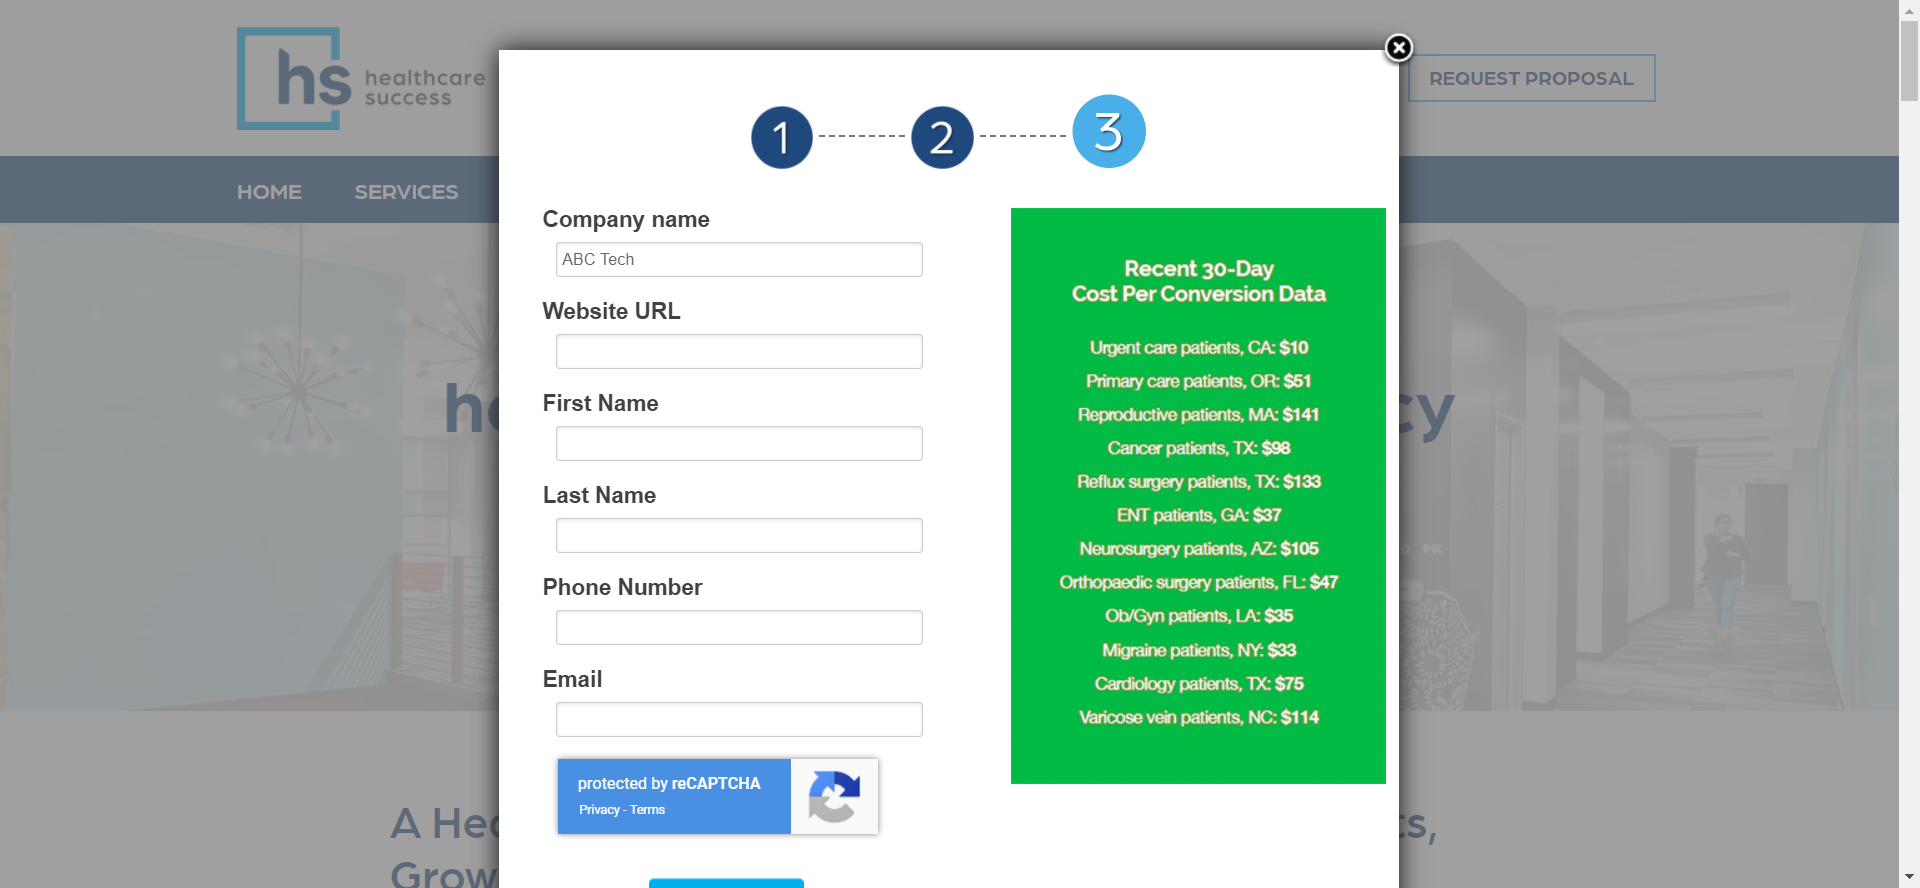 hs healthcare
success
REQUEST PROPOSAL
HOME SERVICES
1 2 3
Company name
ABC Tech
Website URL
First Name
Last Name
Phone Number
Email
protected by reCAPTCHA
Privacy - Terms
Recent 30-Day
Cost Per Conversion Data
Urgent care patients, CA: $10
Primary care patients, OR: $51
Reproductive patients, MA: $141
Cancer patients, TX: $98
Reflux surgery patients, TX: $133
ENT patients, GA: $37
Neurosurgery patients, AZ: $105
Orthopaedic surgery patients, FL: $47
Ob/Gyn patients, LA: $35
Migraine patients, NY: $33
Cardiology patients, TX: $75
Varicose vein patients, NC: $114
A
Grow